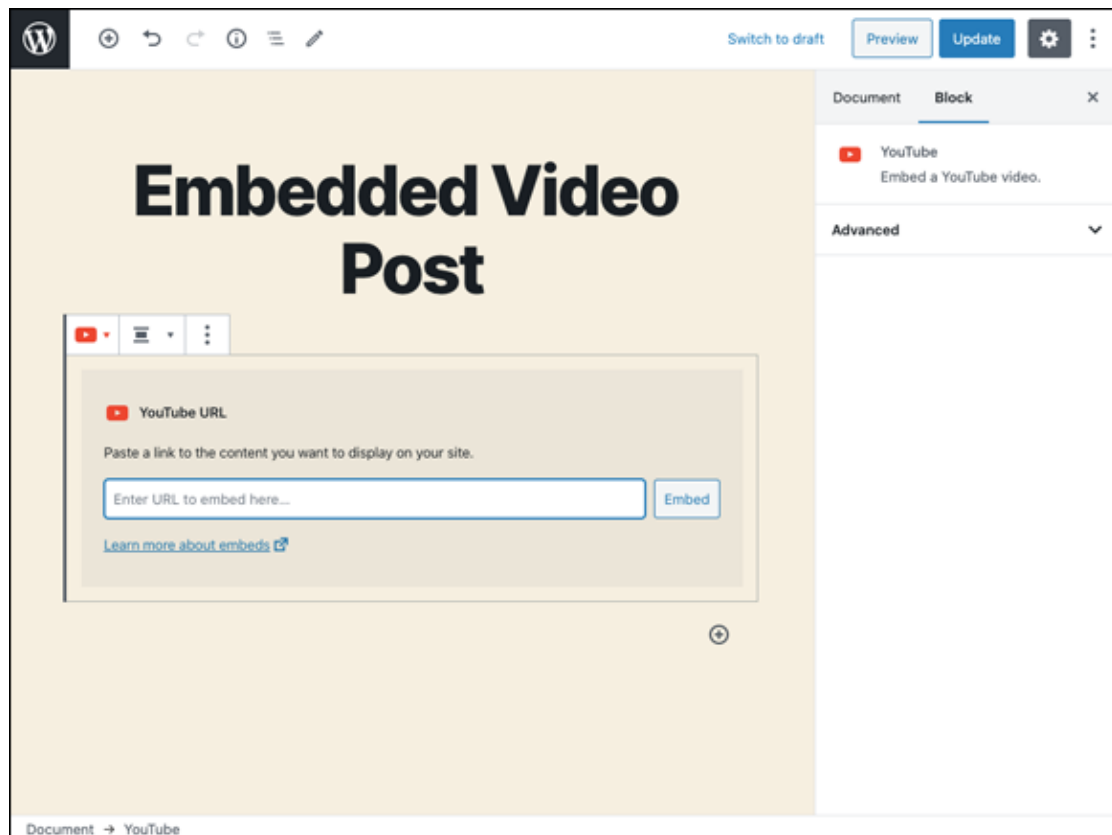 Switch to draft Preview Update
Document Block
YouTube
Embed a YouTube video.
Advanced
Embedded Video
Post
YouTube URL
Paste a link to the content you want to display on your site.
Enter URL to embed here...
Embed
Learn more about embeds
Document → YouTube